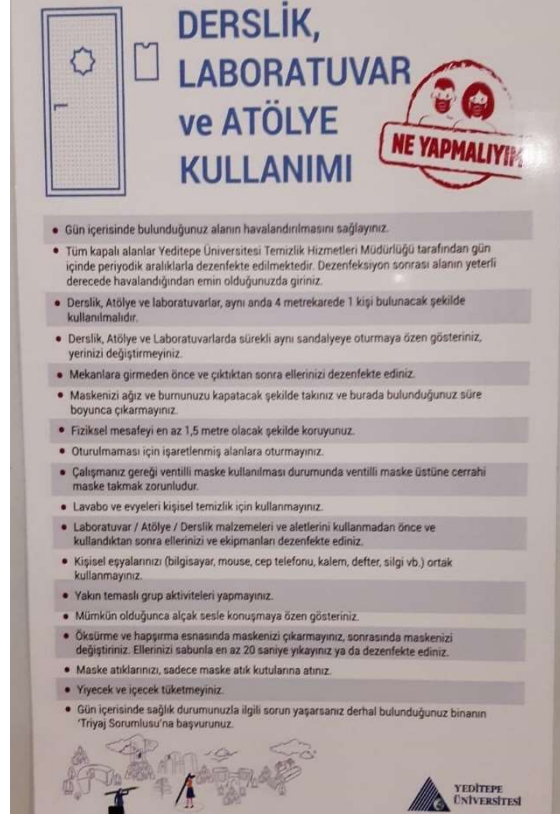 DERSLİK,
LABORATUVAR
ve ATÖLYE
KULLANIMI
NE YAPMALIYIM
• Gün içerisinde bulunduğunuz alanın havalandırılmasını sağlayınız.
• Tüm kapalı alanlar Yeditepe Üniversitesi Temizlik Hizmetleri Müdürlüğü tarafından gün
içinde periyodik aralıklarla dezenfekte edilmektedir. Dezenfeksiyon sonrası alanın yeterli
derecede havalandığından emin olduğunuzda giriniz.
• Derslik, Atölye ve laboratuvarlar, aynı anda 4 metrekarede 1 kişi bulunacak şekilde
kullanılmalıdır.
• Derslik, Atölye ve Laboratuvarlarda sürekli aynı sandalyeye oturmaya özen gösteriniz,
yerinizi değiştirmeyiniz.
• Mekanlara girmeden önce ve çıktıktan sonra ellerinizi dezenfekte ediniz.
• Maskenizi ağız ve burnunuzu kapatacak şekilde takınız ve burada bulunduğunuz süre
boyunca çıkarmayınız.
• Fiziksel mesafeyi en az 1,5 metre olacak şekilde koruyunuz.
• Oturulmaması için işaretlenmiş alanlara oturmayınız.
• Çalışmanız gereği ventilli maske kullanılması durumunda ventilli maske üstüne cerrahi
maske takmak zorunludur.
• Lavabo ve evyeleri kişisel temizlik için kullanmayınız.
• Laboratuvar / Atölye / Derslik malzemeleri ve aletlerini kullanmadan önce ve
kullandıktan sonra ellerinizi ve ekipmanları dezenfekte ediniz.
• Kişisel eşyalarınızı (bilgisayar, mouse, cep telefonu, kalem, defter, silgi vb.) ortak
kullanmayınız.
• Yakın temaslı grup aktiviteleri yapmayınız.
• Mümkün olduğunca alçak sesle konuşmaya özen gösteriniz.
• Öksürme ve hapşırma esnasında maskenizi çıkarmayınız, sonrasında maskenizi
değiştiriniz. Ellerinizi sabunla en az 20 saniye yıkayınız ya da dezenfekte ediniz.
• Maske atıklarınızı, sadece maske atık kutularına atınız.
• Yiyecek ve içecek tüketmeyiniz.
• Gün içerisinde sağlık durumunuzla ilgili sorun yaşarsanız derhal bulunduğunuz binanın
'Triyaj Sorumlusu'na başvurunuz.
YEDİTEPE
ÜNİVERSİTESİ